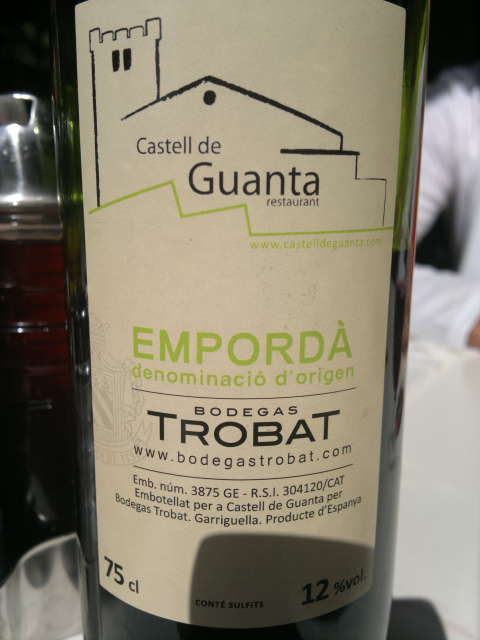 Castell de
Guanta
restaurant
www.castelldeguanta.com
EMPORDÀ
denominació d'origen
BODEGAS
TROBAT
www.bodegastrobat.com
Emb. núm. 3875 GE - R.S.I. 304120/CAT
Embotellat per a Castell de Guanta per
Bodegas Trobat. Garriguella. Producte d'Espanya
75 cl
CONTÉ SULFITS
12 %vol.